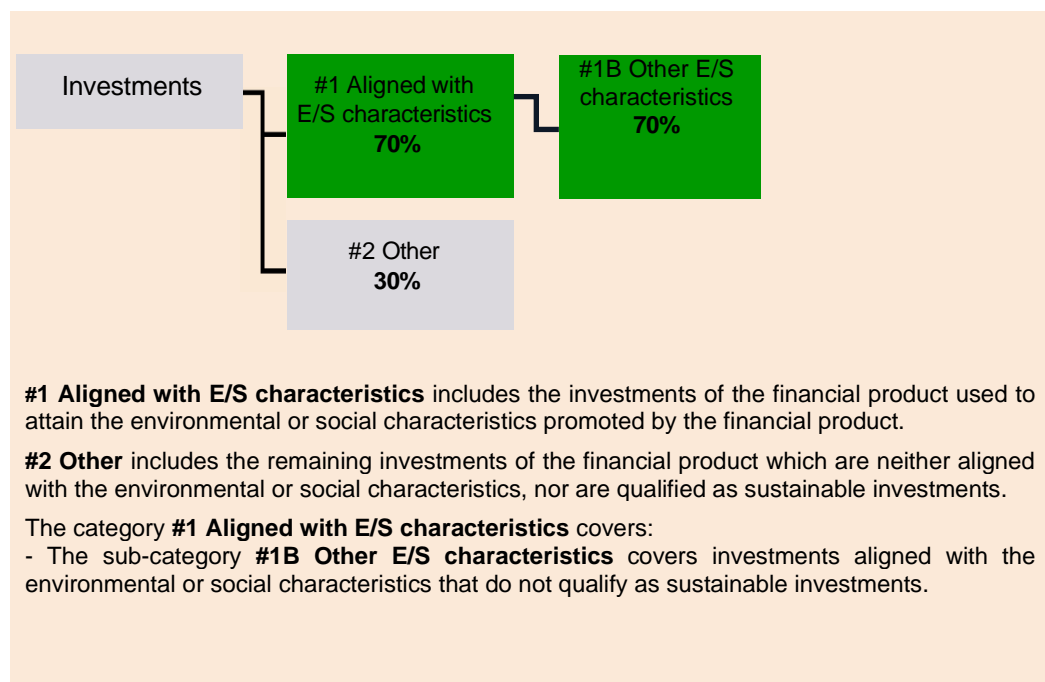 Investments
#1 Aligned with
E/S characteristics
70%
#1B Other E/S
characteristics
70%
#2 Other
30%
#1 Aligned with E/S characteristics includes the investments of the financial product used to
attain the environmental or social characteristics promoted by the financial product.
#2 Other includes the remaining investments of the financial product which are neither aligned
with the environmental or social characteristics, nor are qualified as sustainable investments.
The category #1 Aligned with E/S characteristics covers:
- The sub-category #1B Other E/S characteristics covers investments aligned with the
environmental or social characteristics that do not qualify as sustainable investments.